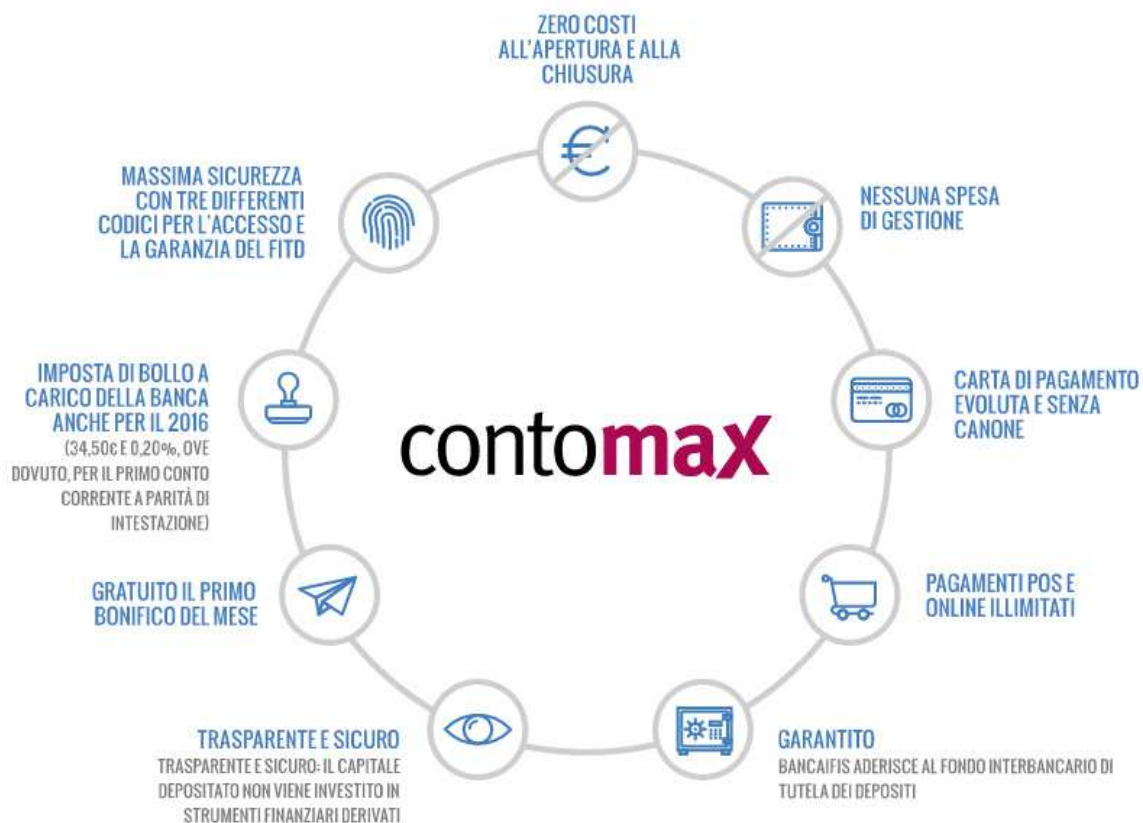 ZERO COSTI
ALL'APERTURA E ALLA
CHIUSURA
NESSUNA SPESA
DI GESTIONE
CARTA DI PAGAMENTO
EVOLUTA E SENZA
CANONE
PAGAMENTI POS E
ONLINE ILLIMITATI
GARANTITO
BANCAIFIS ADERISCE AL FONDO INTERBANCARIO DI
TUTELA DEI DEPOSITI
TRASPARENTE E SICURO
TRASPARENTE E SICURO: IL CAPITALE
DEPOSITATO NON VIENE INVESTITO IN
STRUMENTI FINANZIARI DERIVATI
GRATUITO IL PRIMO
BONIFICO DEL MESE
IMPOSTA DI BOLLO A
CARICO DELLA BANCA
ANCHE PER IL 2016
(34,50€ E 0,20%, OVE
DOVUTO, PER IL PRIMO CONTO
CORRENTE A PARITÀ DI
INTESTAZIONE)
MASSIMA SICUREZZA
CON TRE DIFFERENTI
CODICI PER L'ACCESSO E
LA GARANZIA DEL FITD
contomax